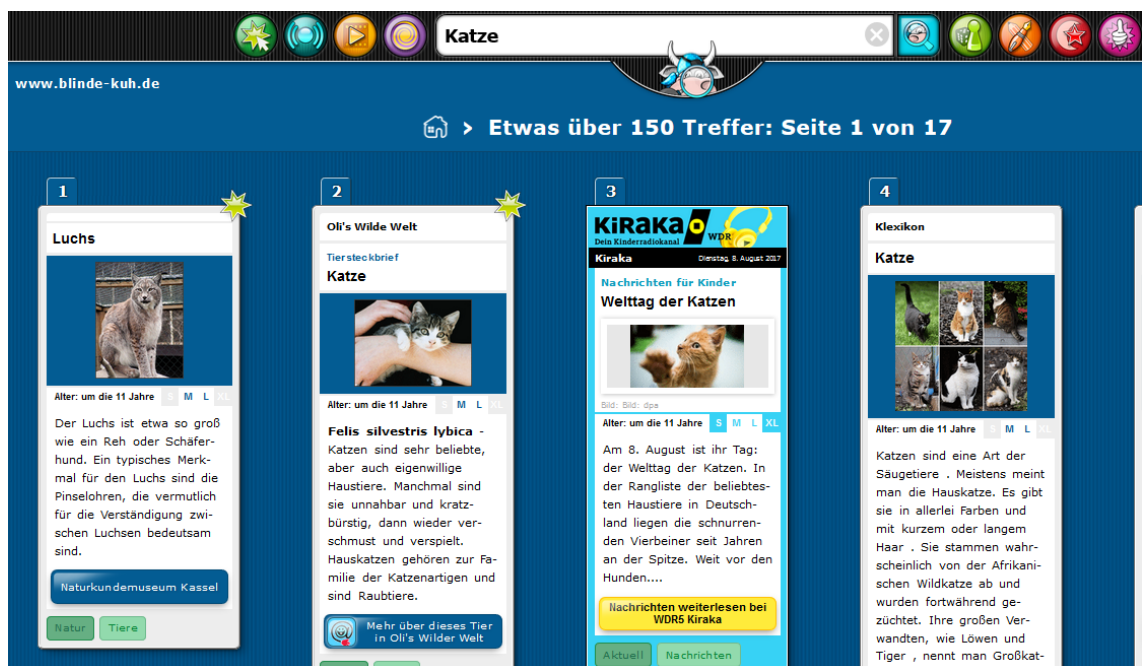 Katze
www.blinde-kuh.de
> Etwas über 150 Treffer: Seite 1 von 17
1
Luchs
Alter: um die 11 Jahre S M L XL
Der Luchs ist etwa so groß
wie ein Reh oder Schäfer-
hund. Ein typisches Merk-
mal für den Luchs sind die
Pinselohren, die vermutlich
für die Verständigung zwi-
schen Luchsen bedeutsam
sind.
Naturkundemuseum Kassel
Natur Tiere
2
Oli's Wilde Welt
Tiersteckbrief
Katze
Alter: um die 11 Jahre S M L XL
Felis silvestris lybica -
Katzen sind sehr beliebte,
aber auch eigenwillige
Haustiere. Manchmal sind
sie unnahbar und kratz-
bürstig, dann wieder ver-
schmust und verspielt.
Hauskatzen gehören zur Fa-
milie der Katzenartigen und
sind Raubtiere.
Mehr über dieses Tier
in Oli's Wilder Welt
3
KiRaKa WDR
Dein Kinderradiokanal
Kiraka Dienstag, 8. August 2017
Nachrichten für Kinder
Welttag der Katzen
Bild: Bild: dpa
Alter: um die 11 Jahre S M L XL
Am 8. August ist ihr Tag:
der Welttag der Katzen. In
der Rangliste der beliebtes-
ten Haustiere in Deutsch-
land liegen die schnurren-
den Vierbeiner seit Jahren
an der Spitze. Weit vor den
Hunden....
Nachrichten weiterlesen bei
WDR5 Kiraka
Aktuell Nachrichten
4
Klexikon
Katze
Alter: um die 11 Jahre S M L XL
Katzen sind eine Art der
Säugetiere . Meistens meint
man die Hauskatze. Es gibt
sie in allerlei Farben und
mit kurzem oder langem
Haar . Sie stammen wahr-
scheinlich von der Afrikani-
schen Wildkatze ab und
wurden fortwährend ge-
züchtet. Ihre großen Ver-
wandten, wie Löwen und
Tiger , nennt man Großkat-